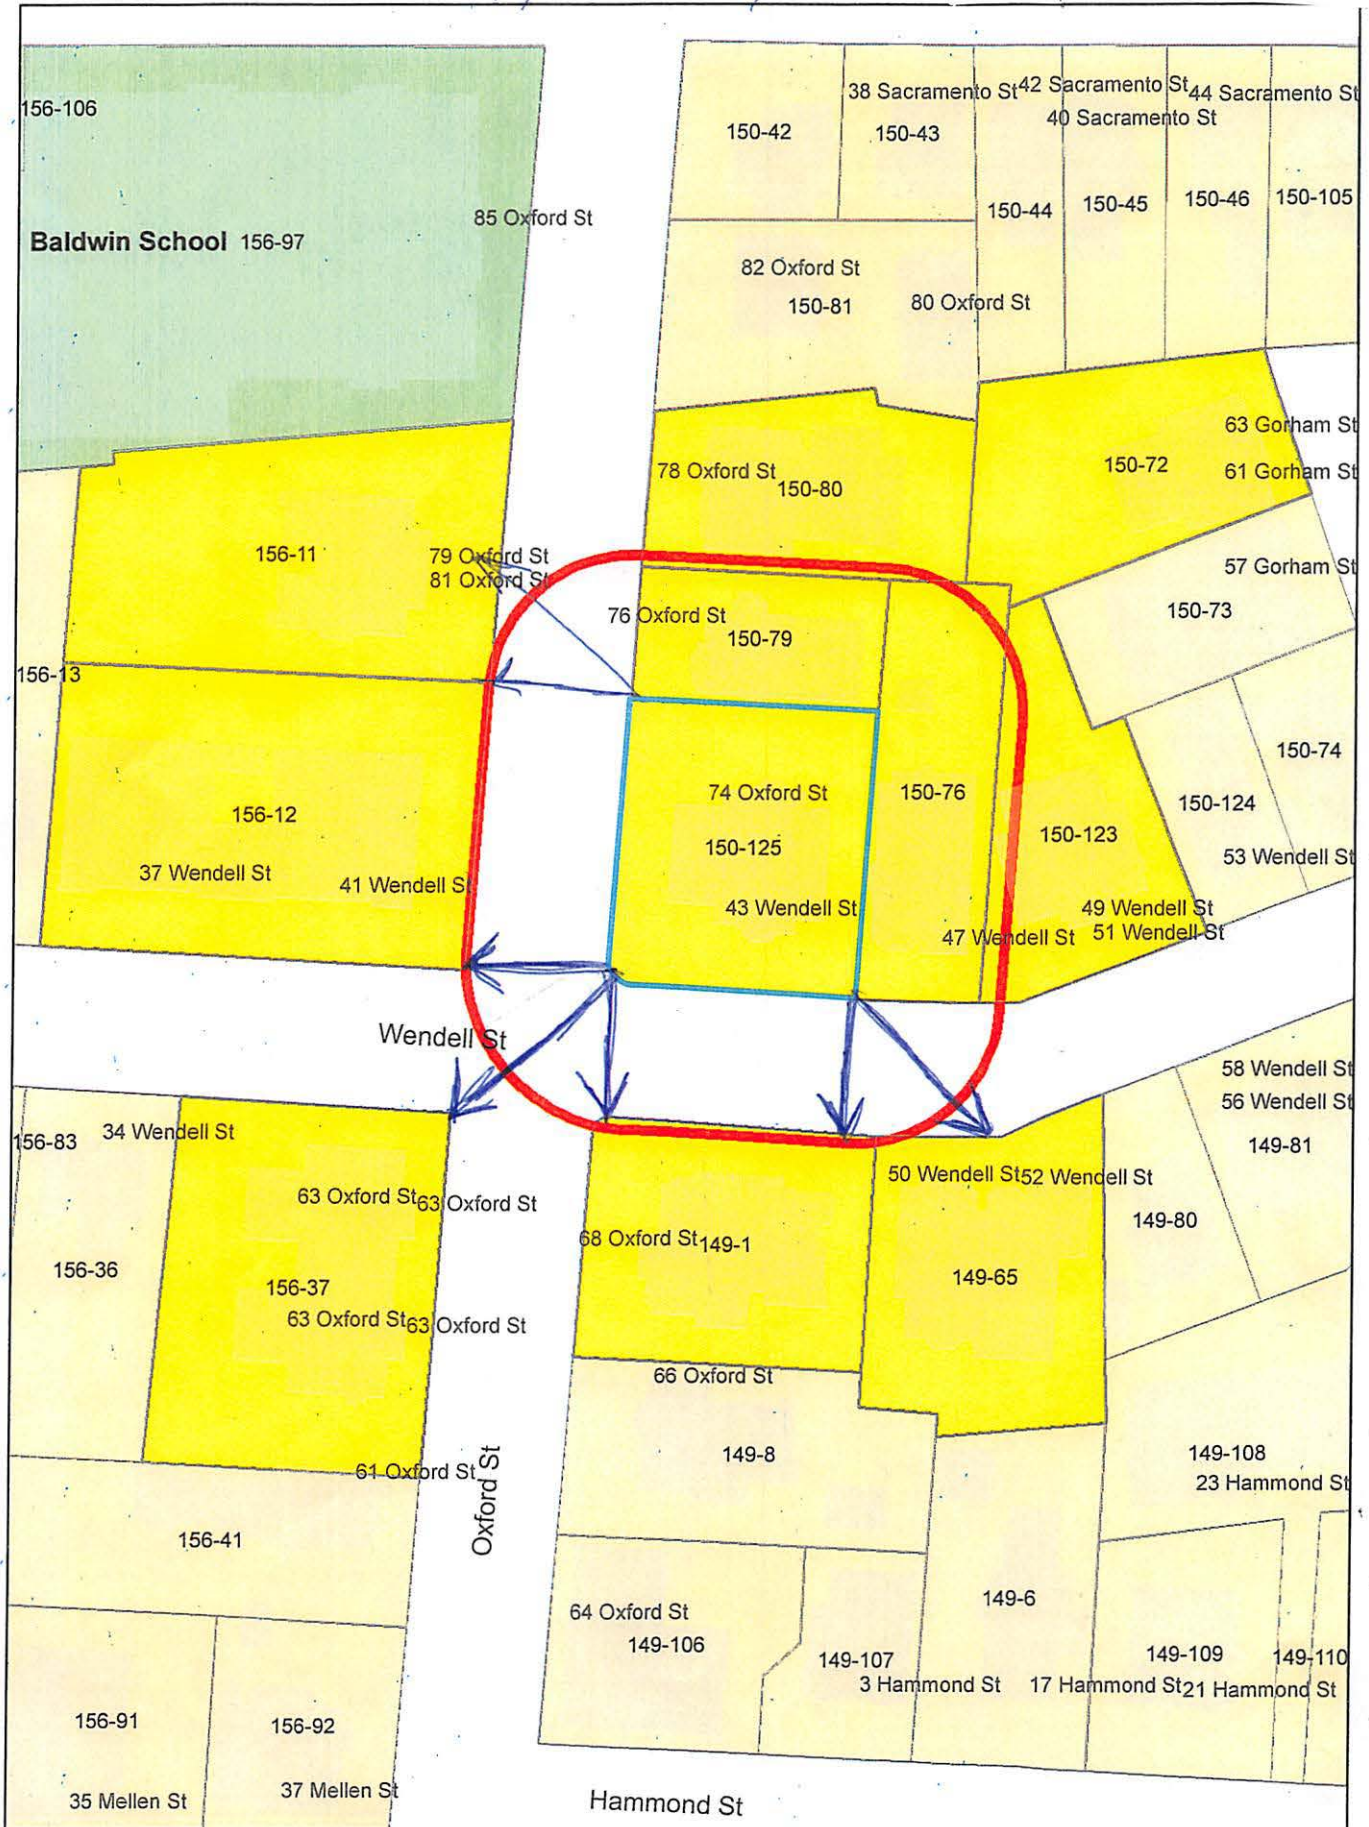 38 Sacramento St
42 Sacramento St
44 Sacramento St
156-106
40 Sacramento St
150-42
150-43
150-44
150-45
150-46
150-105
85 Oxford St
Baldwin School 156-97
82 Oxford St
150-81
80 Oxford St
63 Gorham St
78 Oxford St
150-80
150-72
61 Gorham St
156-11
79 Oxford St
81 Oxford St
57 Gorham St
76 Oxford St
150-79
150-73
156-13
150-74
74 Oxford St
150-76
150-124
156-12
150-125
150-123
53 Wendell St
37 Wendell St
41 Wendell St
43 Wendell St
49 Wendell St
47 Wendell St
51 Wendell St
Wendell St
58 Wendell St
56 Wendell St
156-83
34 Wendell St
149-81
50 Wendell St
52 Wendell St
63 Oxford St
63 Oxford St
68 Oxford St
149-1
149-80
156-36
156-37
149-65
63 Oxford St
63 Oxford St
66 Oxford St
149-8
149-108
61 Oxford St
23 Hammond St
Oxford St
156-41
149-6
64 Oxford St
149-106
149-107
149-109
149-110
3 Hammond St
17 Hammond St
21 Hammond St
156-91
156-92
35 Mellen St
37 Mellen St
Hammond St